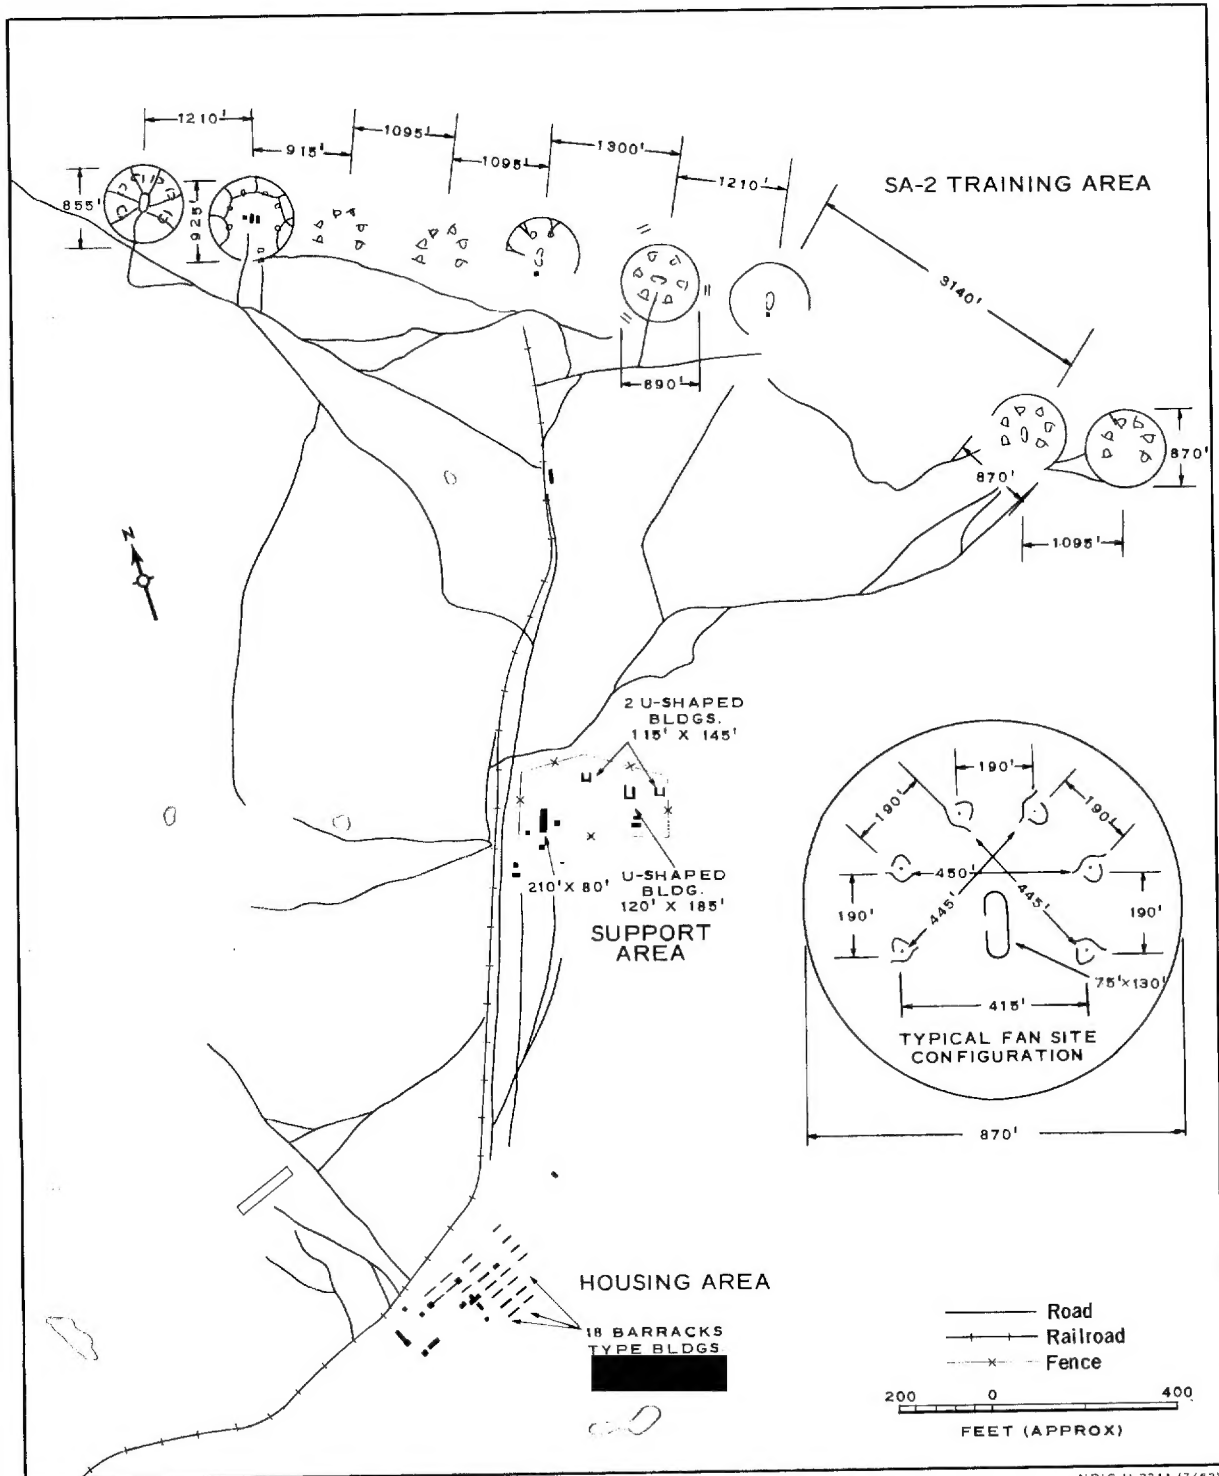 1210'
915'
1095'
1095'
1300'
1210'
SA-2 TRAINING AREA
855'
925'
3140'
890'
870'
870'
1095'
N
2 U-SHAPED
BLDGS.
115' X 145'
210' X 80'
U-SHAPED
BLDG.
120' X 185'
SUPPORT
AREA
190'
190'
190'
450'
190'
445'
445'
190'
75'X130'
415'
TYPICAL FAN SITE
CONFIGURATION
870'
HOUSING AREA
18 BARRACKS
TYPE BLDGS
Road
Railroad
Fence
200 0 400
FEET (APPROX)